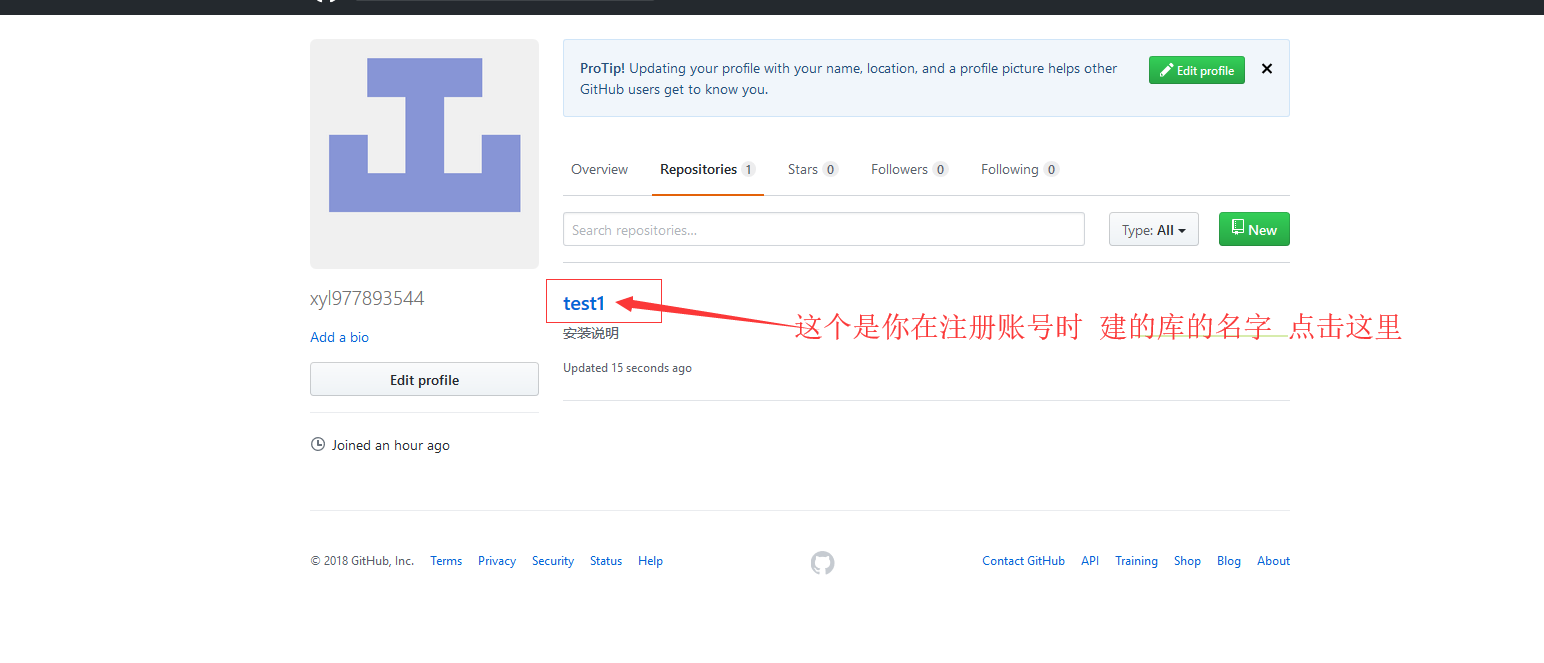 ProTip! Updating your profile with your name, location, and a profile picture helps other
GitHub users get to know you.
Edit profile
Overview
Repositories 1
Stars 0
Followers 0
Following 0
Search repositories...
Type: All
New
xyl977893544
Add a bio
Edit profile
Joined an hour ago
test1
这个是你在注册账号时 建的库的名字 点击这里
安装说明
Updated 15 seconds ago
© 2018 GitHub, Inc.
Terms
Privacy
Security
Status
Help
Contact GitHub
API
Training
Shop
Blog
About